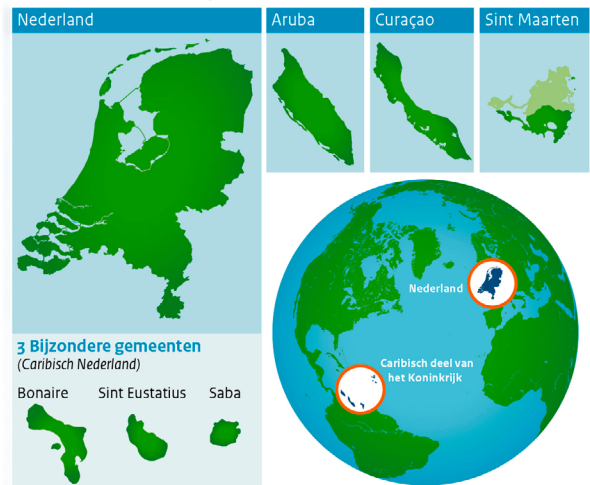 Nederland
Aruba
Curaçao
Sint Maarten
Nederland
Caribisch deel van
het Koninkrijk
3 Bijzondere gemeenten
(Caribisch Nederland)
Bonaire
Sint Eustatius
Saba